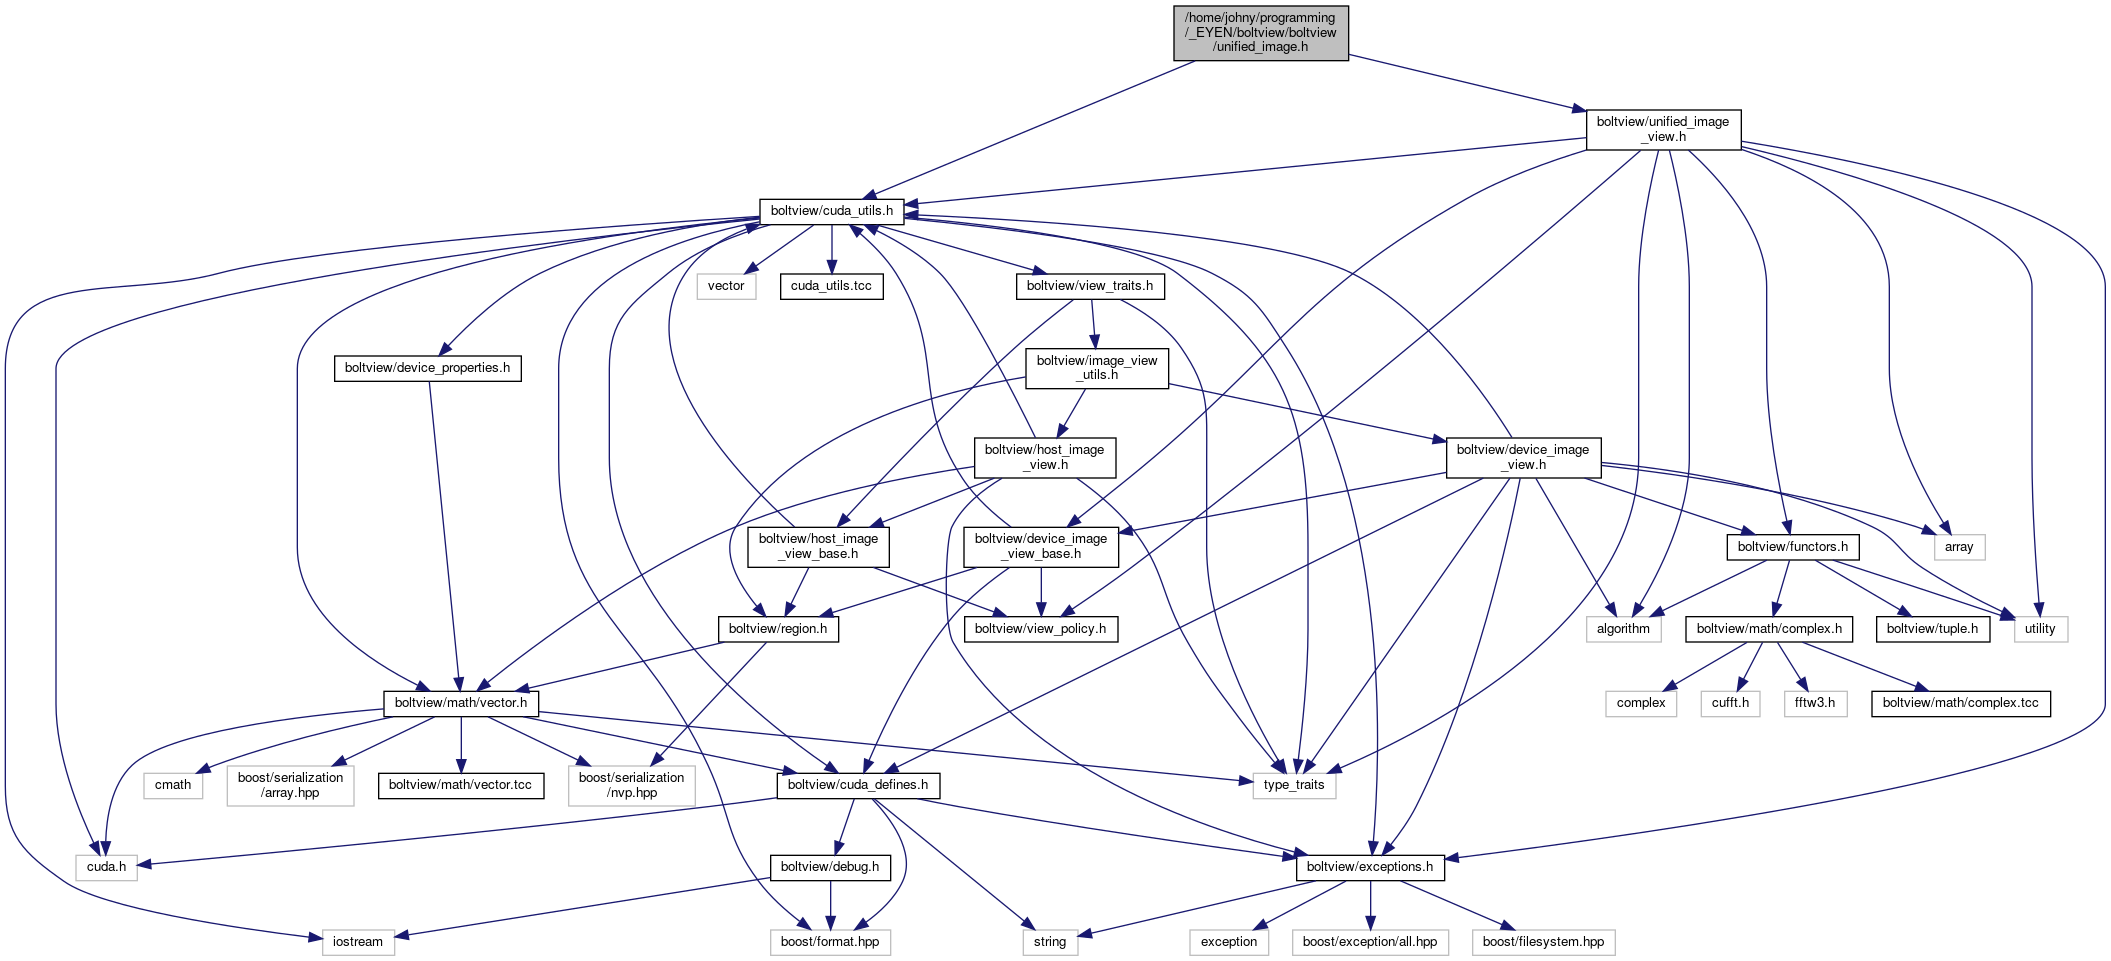 /home/johny/programming
/_EYEN/boltview/boltview
/unified_image.h
boltview/unified_image
_view.h
boltview/cuda_utils.h
vector
cuda_utils.tcc
boltview/view_traits.h
boltview/device_properties.h
boltview/image_view
_utils.h
boltview/host_image
_view.h
boltview/device_image
_view.h
boltview/host_image
_view_base.h
boltview/device_image
_view_base.h
boltview/functors.h
array
boltview/region.h
boltview/view_policy.h
algorithm
boltview/math/complex.h
boltview/tuple.h
utility
boltview/math/vector.h
complex
cufft.h
fftw3.h
boltview/math/complex.tcc
cmath
boost/serialization
/array.hpp
boltview/math/vector.tcc
boost/serialization
/nvp.hpp
boltview/cuda_defines.h
type_traits
cuda.h
boltview/debug.h
boltview/exceptions.h
iostream
boost/format.hpp
string
exception
boost/exception/all.hpp
boost/filesystem.hpp